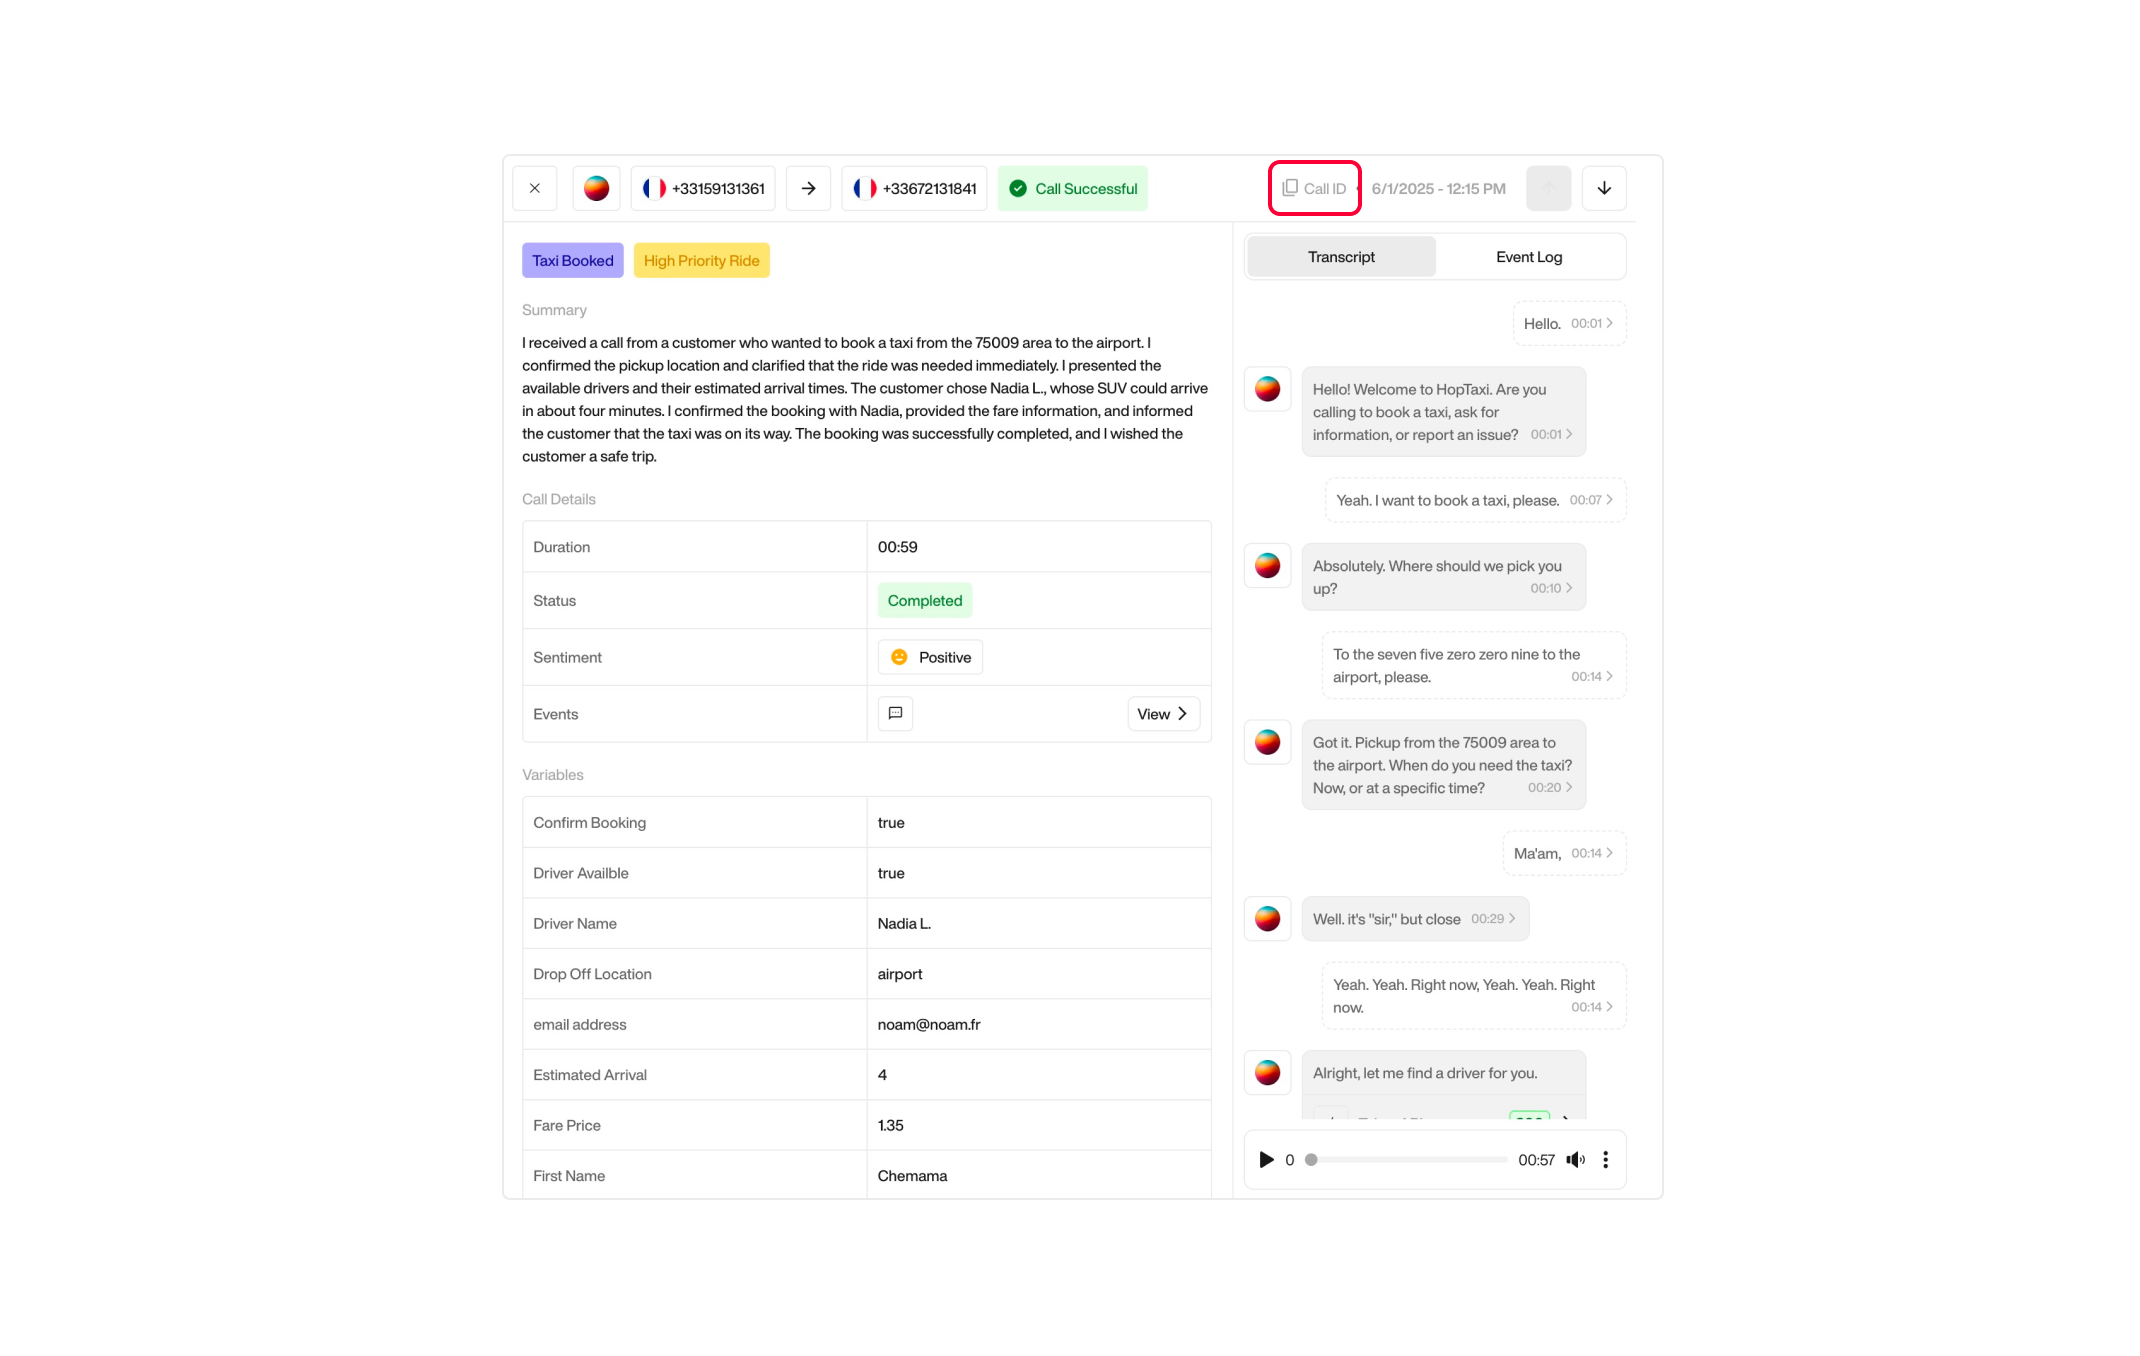 +33159131361
+33672131841
Call Successful
Call ID
6/1/2025 - 12:15 PM
Taxi Booked
High Priority Ride
Summary
I received a call from a customer who wanted to book a taxi from the 75009 area to the airport. I
confirmed the pickup location and clarified that the ride was needed immediately. I presented the
available drivers and their estimated arrival times. The customer chose Nadia L., whose SUV could arrive
in about four minutes. I confirmed the booking with Nadia, provided the fare information, and informed
the customer that the taxi was on its way. The booking was successfully completed, and I wished the
customer a safe trip.
Call Details
Duration 00:59
Status Completed
Sentiment Positive
Events View
Variables
Confirm Booking true
Driver Availble true
Driver Name Nadia L.
Drop Off Location airport
email address noam@noam.fr
Estimated Arrival 4
Fare Price 1.35
First Name Chemama
Transcript
Event Log
Hello. 00:01
Hello! Welcome to HopTaxi. Are you
calling to book a taxi, ask for
information, or report an issue? 00:01
Yeah. I want to book a taxi, please. 00:07
Absolutely. Where should we pick you
up? 00:10
To the seven five zero zero nine to the
airport, please. 00:14
Got it. Pickup from the 75009 area to
the airport. When do you need the taxi?
Now, or at a specific time? 00:20
Ma'am, 00:14
Well. it's "sir," but close 00:29
Yeah. Yeah. Right now, Yeah. Yeah. Right
now. 00:14
Alright, let me find a driver for you.
0 00:57